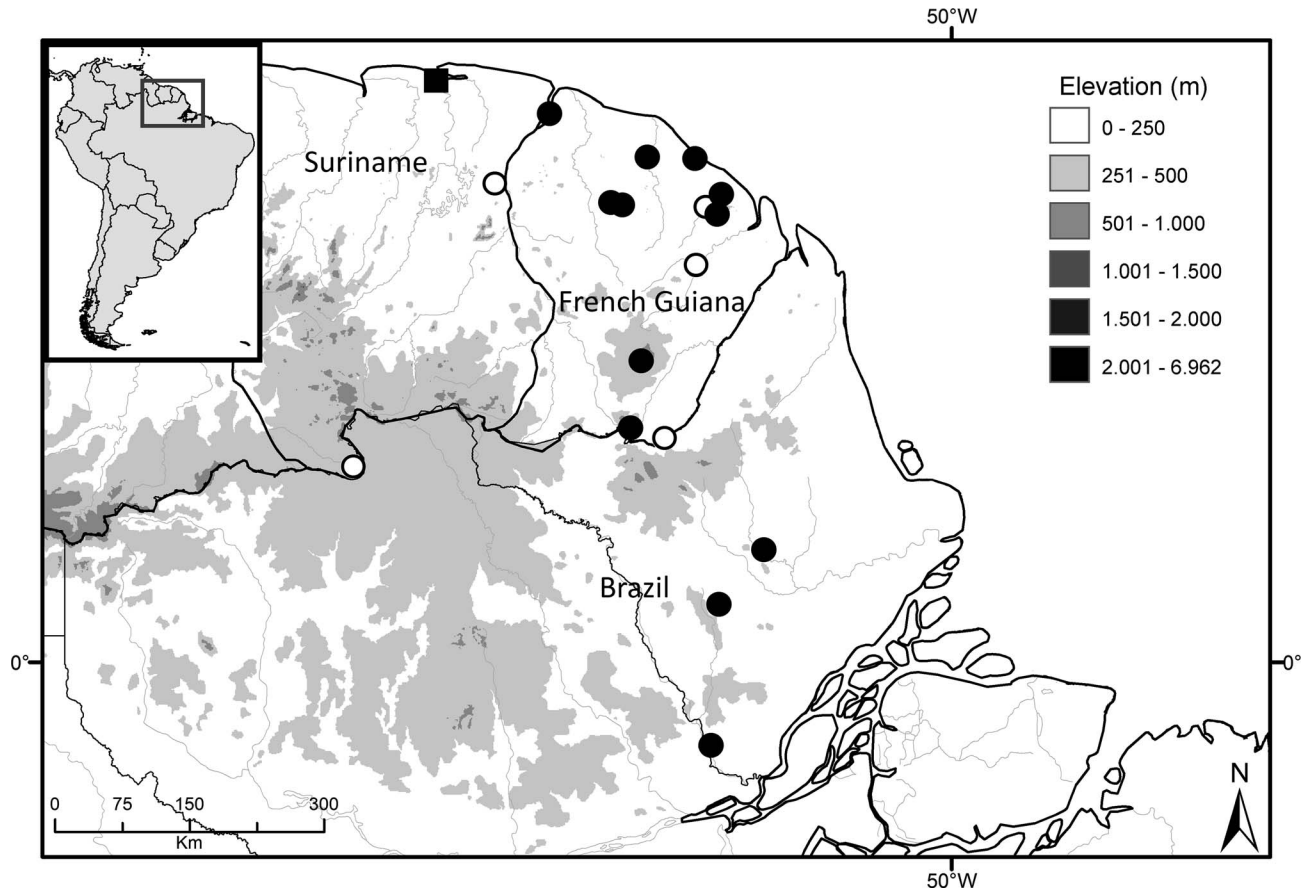 50°W
Elevation (m)
0 - 250
251 - 500
501 - 1.000
1.001 - 1.500
1.501 - 2.000
2.001 - 6.962
Suriname
French Guiana
Brazil
0°
0°
0 75 150 300
Km
N
50°W